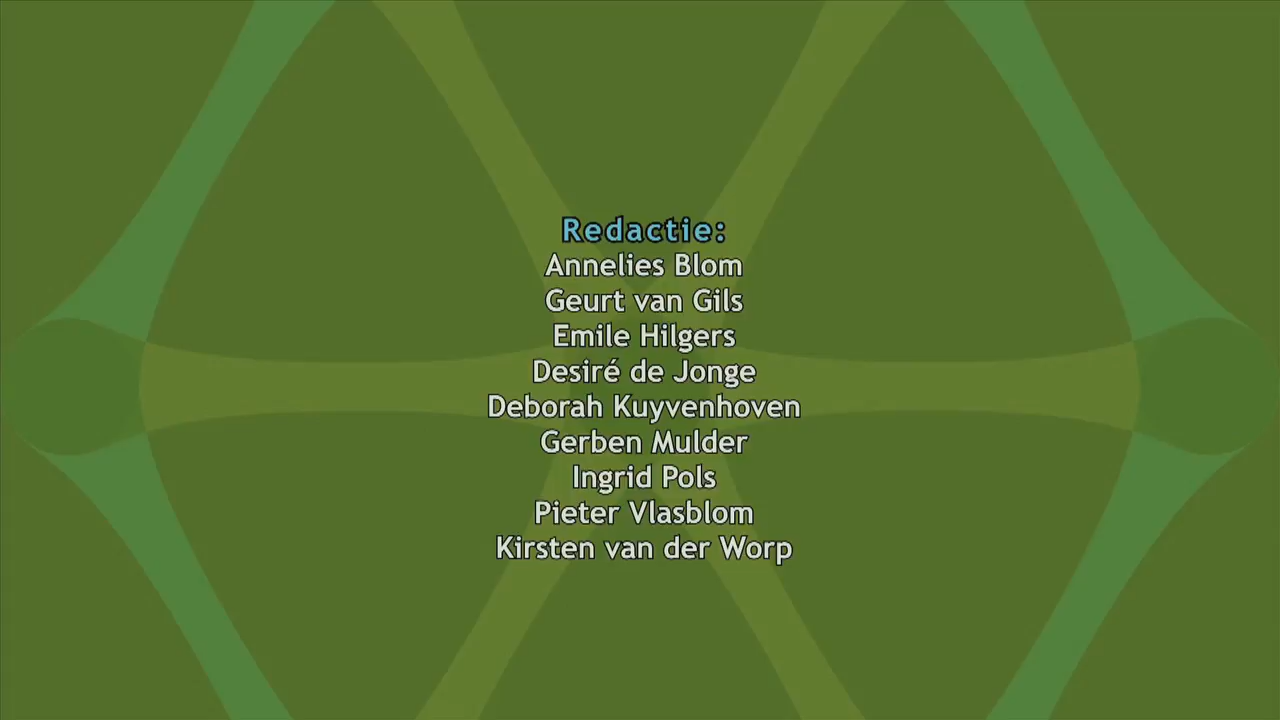 Redactie:
Annelies Blom
Geurt van Gils
Emile Hilgers
Desiré de Jonge
Deborah Kuyvenhoven
Gerben Mulder
Ingrid Pols
Pieter Vlasblom
Kirsten van der Worp